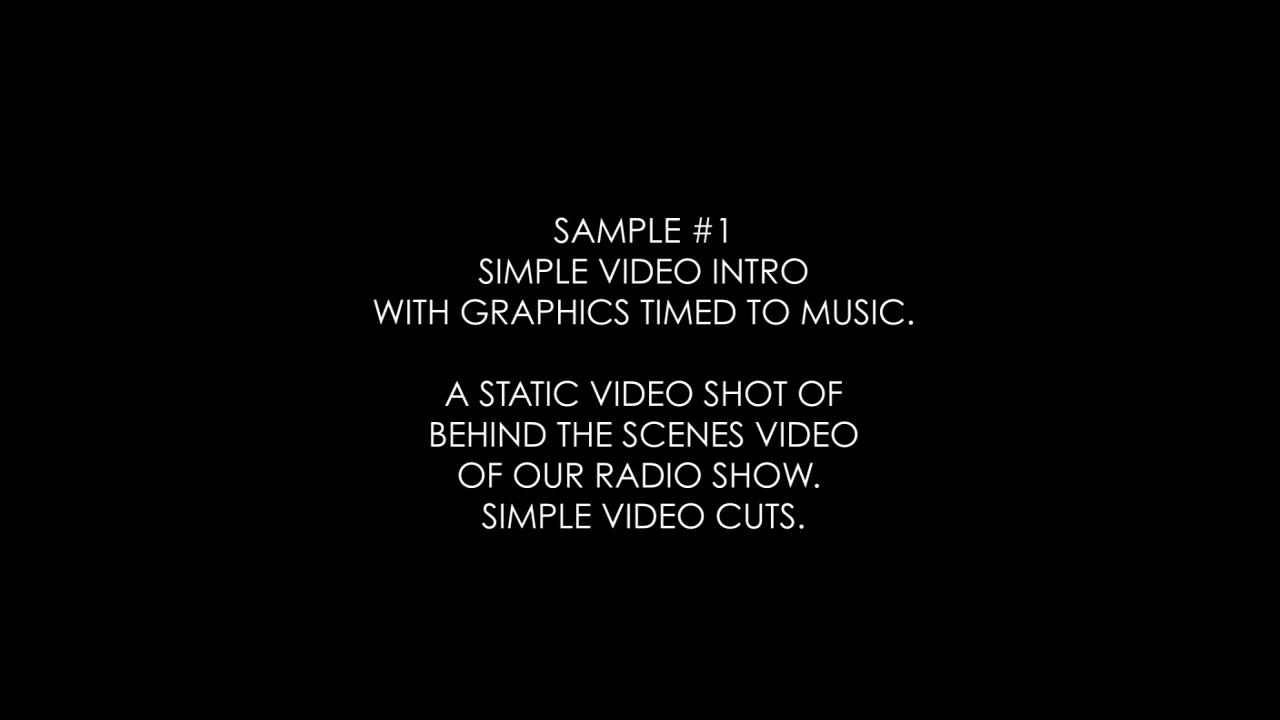 SAMPLE #1
SIMPLE VIDEO INTRO
WITH GRAPHICS TIMED TO MUSIC.
A STATIC VIDEO SHOT OF
BEHIND THE SCENES VIDEO
OF OUR RADIO SHOW.
SIMPLE VIDEO CUTS.